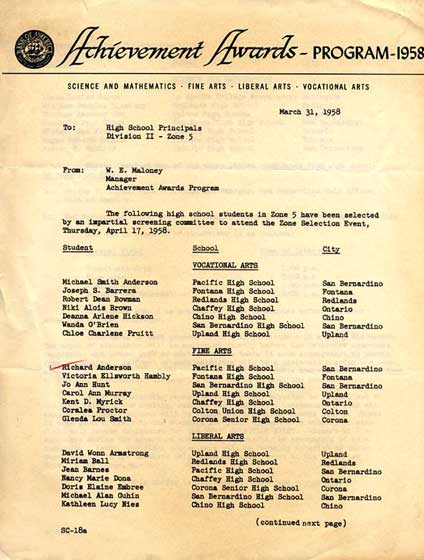 Achievement Awards - PROGRAM-1958
SCIENCE AND MATHEMATICS · FINE ARTS · LIBERAL ARTS · VOCATIONAL ARTS
March 31, 1958
To: High School Principals
Division II - Zone 5
From: W. E. Maloney
Manager
Achievement Awards Program
The following high school students in Zone 5 have been selected
by an impartial screening committee to attend the Zone Selection Event,
Thursday, April 17, 1958.
Student School City
VOCATIONAL ARTS
Michael Smith Anderson Pacific High School San Bernardino
Joseph S. Barrera Fontana High School Fontana
Robert Dean Bowman Redlands High School Redlands
Niki Alois Brown Chaffey High School Ontario
Deanna Arlene Hickson Chino High School Chino
Wanda O'Brien San Bernardino High School San Bernardino
Chloe Charlene Pruitt Upland High School Upland
FINE ARTS
Richard Anderson Pacific High School San Bernardino
Victoria Ellsworth Hambly Fontana High School Fontana
Jo Ann Hunt San Bernardino High School San Bernardino
Carol Ann Murray Upland High School Upland
Kent D. Myrick Chaffey High School Ontario
Coralea Proctor Colton Union High School Colton
Glenda Lou Smith Corona Senior High School Corona
LIBERAL ARTS
David Wonn Armstrong Upland High School Upland
Miriam Ball Redlands High School Redlands
Jean Barnes Pacific High School San Bernardino
Nancy Marie Dona Chaffey High School Ontario
Doris Elaine Embree Corona Senior High School Corona
Michael Alan Guhin San Bernardino High School San Bernardino
Kathleen Lucy Nies Chino High School Chino
(continued next page)
SC-18a